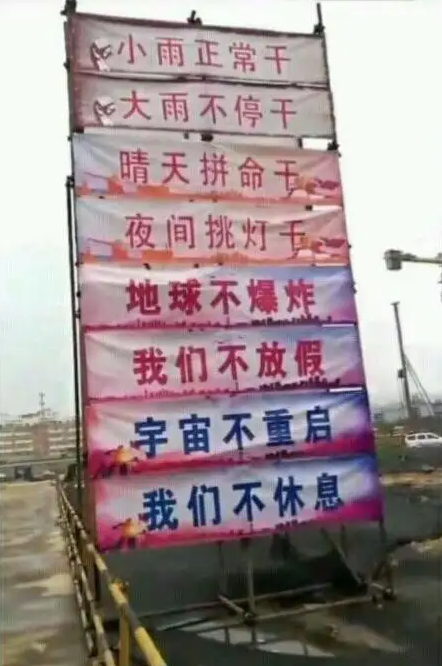 小雨正常干
大雨不停干
晴天拼命干
夜间挑灯干
地球不爆炸
我们不放假
宇宙不重启
我们不休息